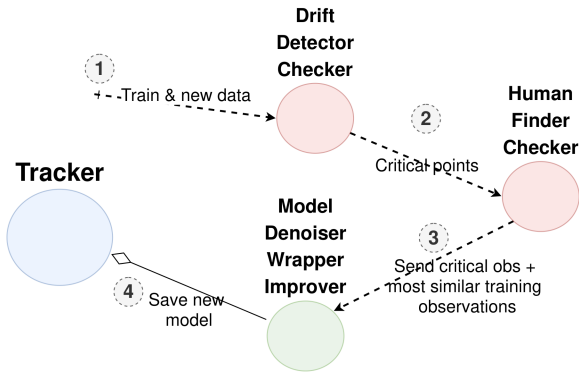 Drift
Detector
Checker
1
Train & new data
2
Human
Finder
Checker
Critical points
Tracker
Model
Denoiser
Wrapper
Improver
3
Send critical obs +
most similar training
observations
4
Save new
model